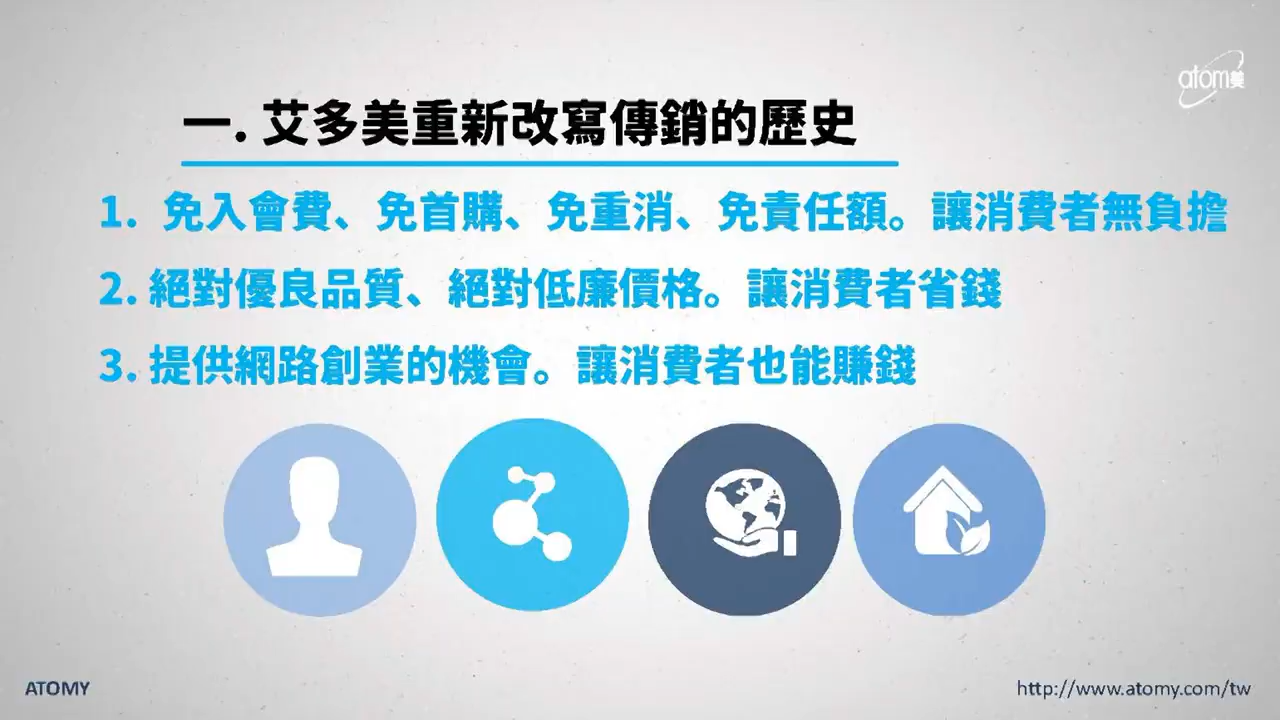 atom美
一. 艾多美重新改寫傳銷的歷史
1. 免入會費、免首購、免重消、免責任額。讓消費者無負擔
2. 絕對優良品質、絕對低廉價格。讓消費者省錢
3. 提供網路創業的機會。讓消費者也能賺錢
ATOMY
http://www.atomy.com/tw